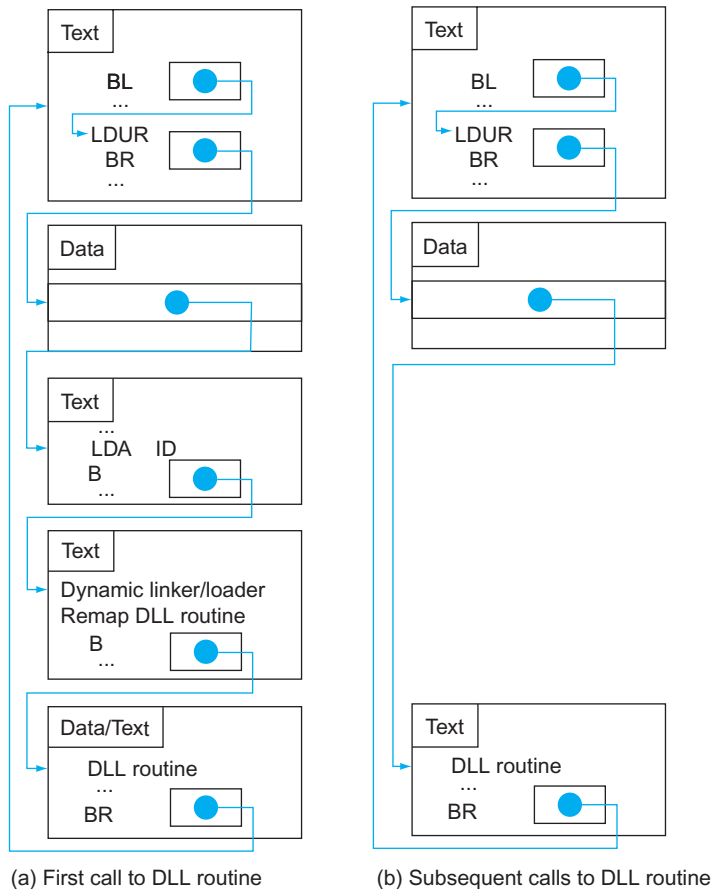 Text
BL
...
LDUR
BR
...
Data
Text
...
LDA ID
B
...
Text
Dynamic linker/loader
Remap DLL routine
B
...
Data/Text
DLL routine
...
BR
(a) First call to DLL routine
Text
BL
...
LDUR
BR
...
Data
Text
DLL routine
...
BR
(b) Subsequent calls to DLL routine